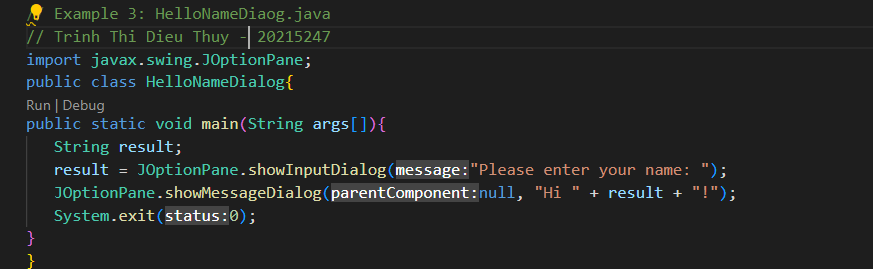 Example 3: HelloNameDiaog.java
// Trinh Thi Dieu Thuy - 20215247
import javax.swing.JOptionPane;
public class HelloNameDialog{
Run | Debug
public static void main(String args[]){
String result;
result = JOptionPane.showInputDialog(message:"Please enter your name: ");
JOptionPane.showMessageDialog(parentComponent:null, "Hi " + result + "!");
System.exit(status:0);
}
}